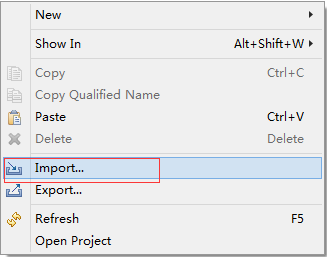 New
Show In Alt+Shift+W
Copy Ctrl+C
Copy Qualified Name
Paste Ctrl+V
Delete Delete
Import...
Export...
Refresh F5
Open Project